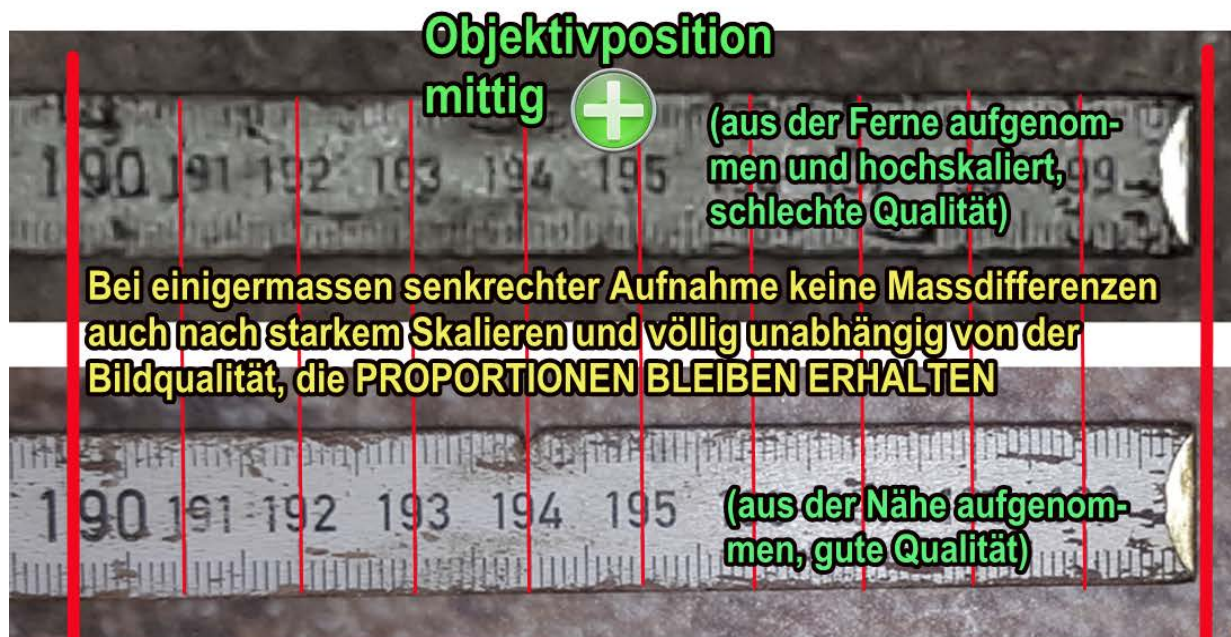 Objektivposition
mittig
(aus der Ferne aufgenom-
men und hochskaliert,
schlechte Qualität)
190 191 192 193 194 195 99
Bei einigermassen senkrechter Aufnahme keine Massdifferenzen
auch nach starkem Skalieren und völlig unabhängig von der
Bildqualität, die PROPORTIONEN BLEIBEN ERHALTEN
190 191 192 193 194 195
(aus der Nähe aufgenom-
men, gute Qualität)